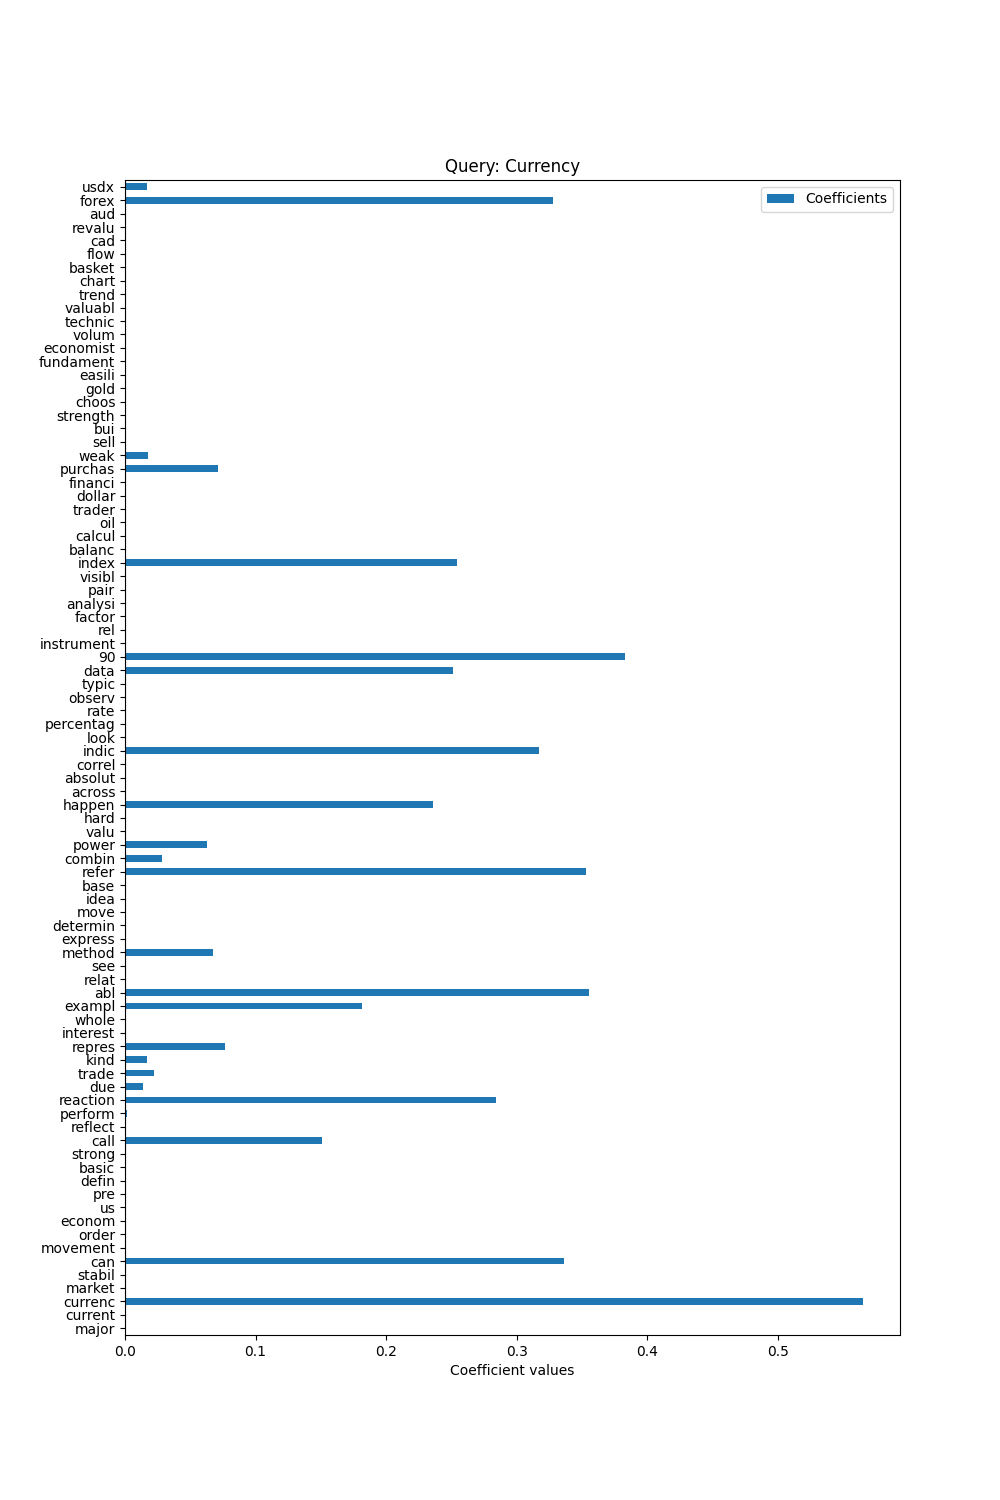 Query: Currency
Coefficients
usdx
forex
aud
revalu
cad
flow
basket
chart
trend
valuabl
technic
volum
economist
fundament
easili
gold
choos
strength
bui
sell
weak
purchas
financi
dollar
trader
oil
calcul
balanc
index
visibl
pair
analysi
factor
rel
instrument
90
data
typic
observ
rate
percentag
look
indic
correl
absolut
across
happen
hard
valu
power
combin
refer
base
idea
move
determin
express
method
see
relat
abl
exampl
whole
interest
repres
kind
trade
due
reaction
perform
reflect
call
strong
basic
defin
pre
us
econom
order
movement
can
stabil
market
currenc
current
major
0.0 0.1 0.2 0.3 0.4 0.5
Coefficient values